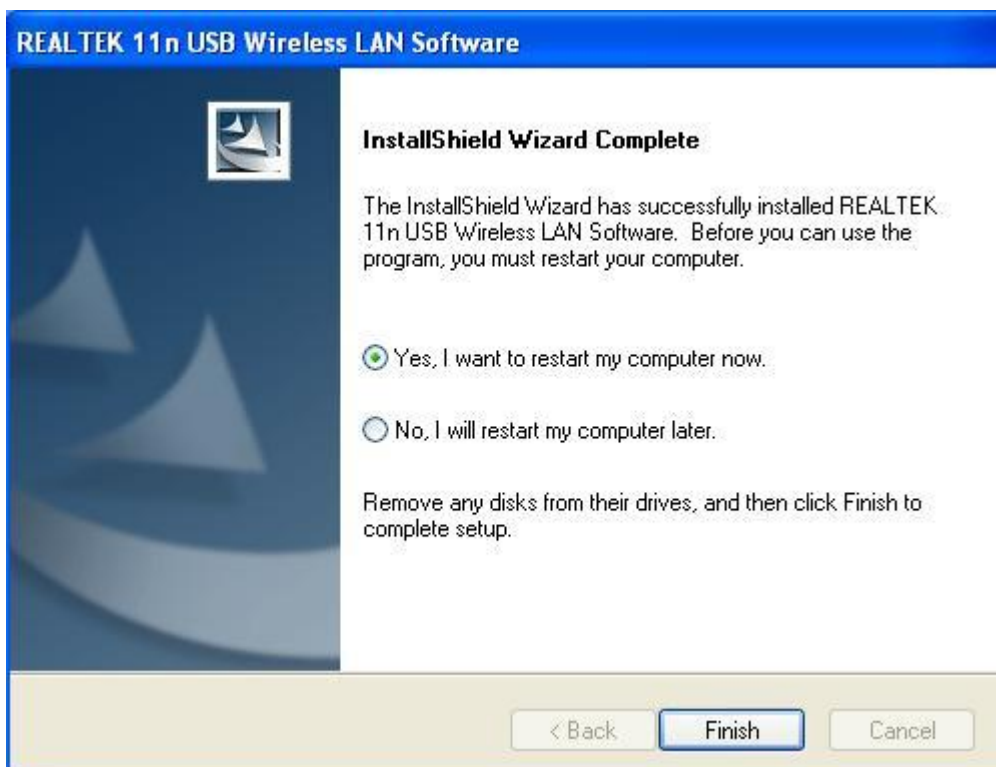 REALTEK 11n USB Wireless LAN Software
InstallShield Wizard Complete
The InstallShield Wizard has successfully installed REALTEK
11n USB Wireless LAN Software.  Before you can use the
program, you must restart your computer.
Yes, I want to restart my computer now.
No, I will restart my computer later.
Remove any disks from their drives, and then click Finish to
complete setup.
< Back
Finish
Cancel